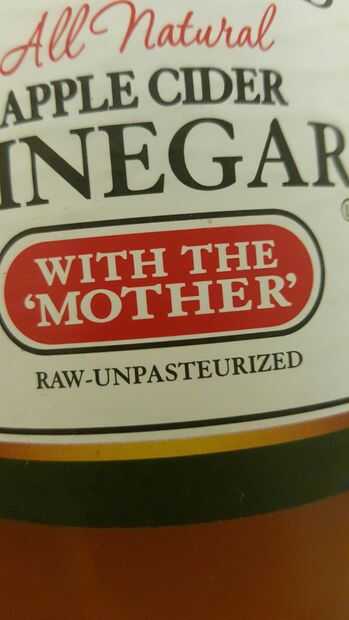 All Natural
APPLE CIDER
INEGAR
WITH THE
‘MOTHER’
RAW-UNPASTEURIZED